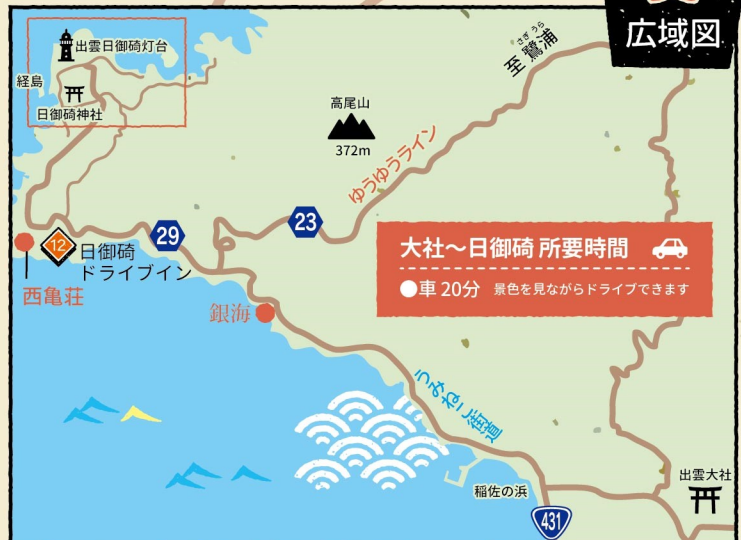 広域図
出雲日御碕灯台
経島
日御碕神社
さぎうら
至 鷺浦
高尾山
372m
ゆうゆうライン
23
29
12
日御碕
ドライブイン
西亀荘
銀海
大社～日御碕 所要時間
●車 20分 景色を見ながらドライブできます
うみねこ街道
稲佐の浜
431
出雲大社